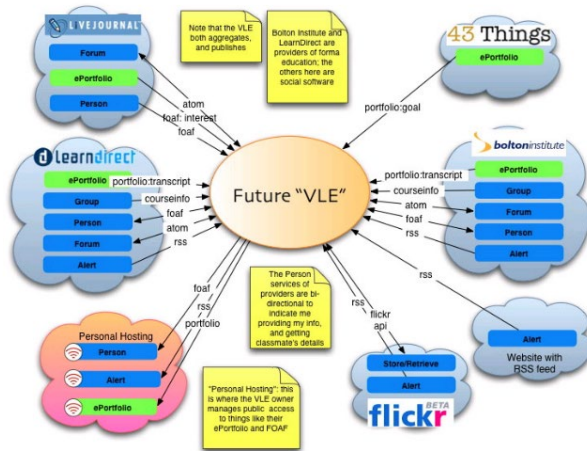 LIVEJOURNAL
Forum
ePortfolio
Person
Note that the VLE
both aggregates,
and publishes
Bolton Institute and
LearnDirect are
providers of forma
education; the
others here are
social software
43 Things
ePortfolio
atom
foaf: interest
foaf
portfolio:goal
learndirect
ePortfolio
Group
Person
Forum
Alert
portfolio:transcript
courseinfo
foaf
atom
rss
Future "VLE"
boltoninstitute
ePortfolio
Group
Forum
Person
Alert
portfolio:transcript
courseinfo
atom
foaf
rss
foaf
rss
portfolio
The Person
services of
providers are bi-
directional to
indicate me
providing my info,
and getting
classmate's details
rss
flickr
api
rss
Alert
Website with
RSS feed
Personal Hosting
Person
Alert
ePortfolio
"Personal Hosting": this
is where the VLE owner
manages public access
to things like their
ePortfolio and FOAF
Store/Retrieve
Alert
BETA
flickr